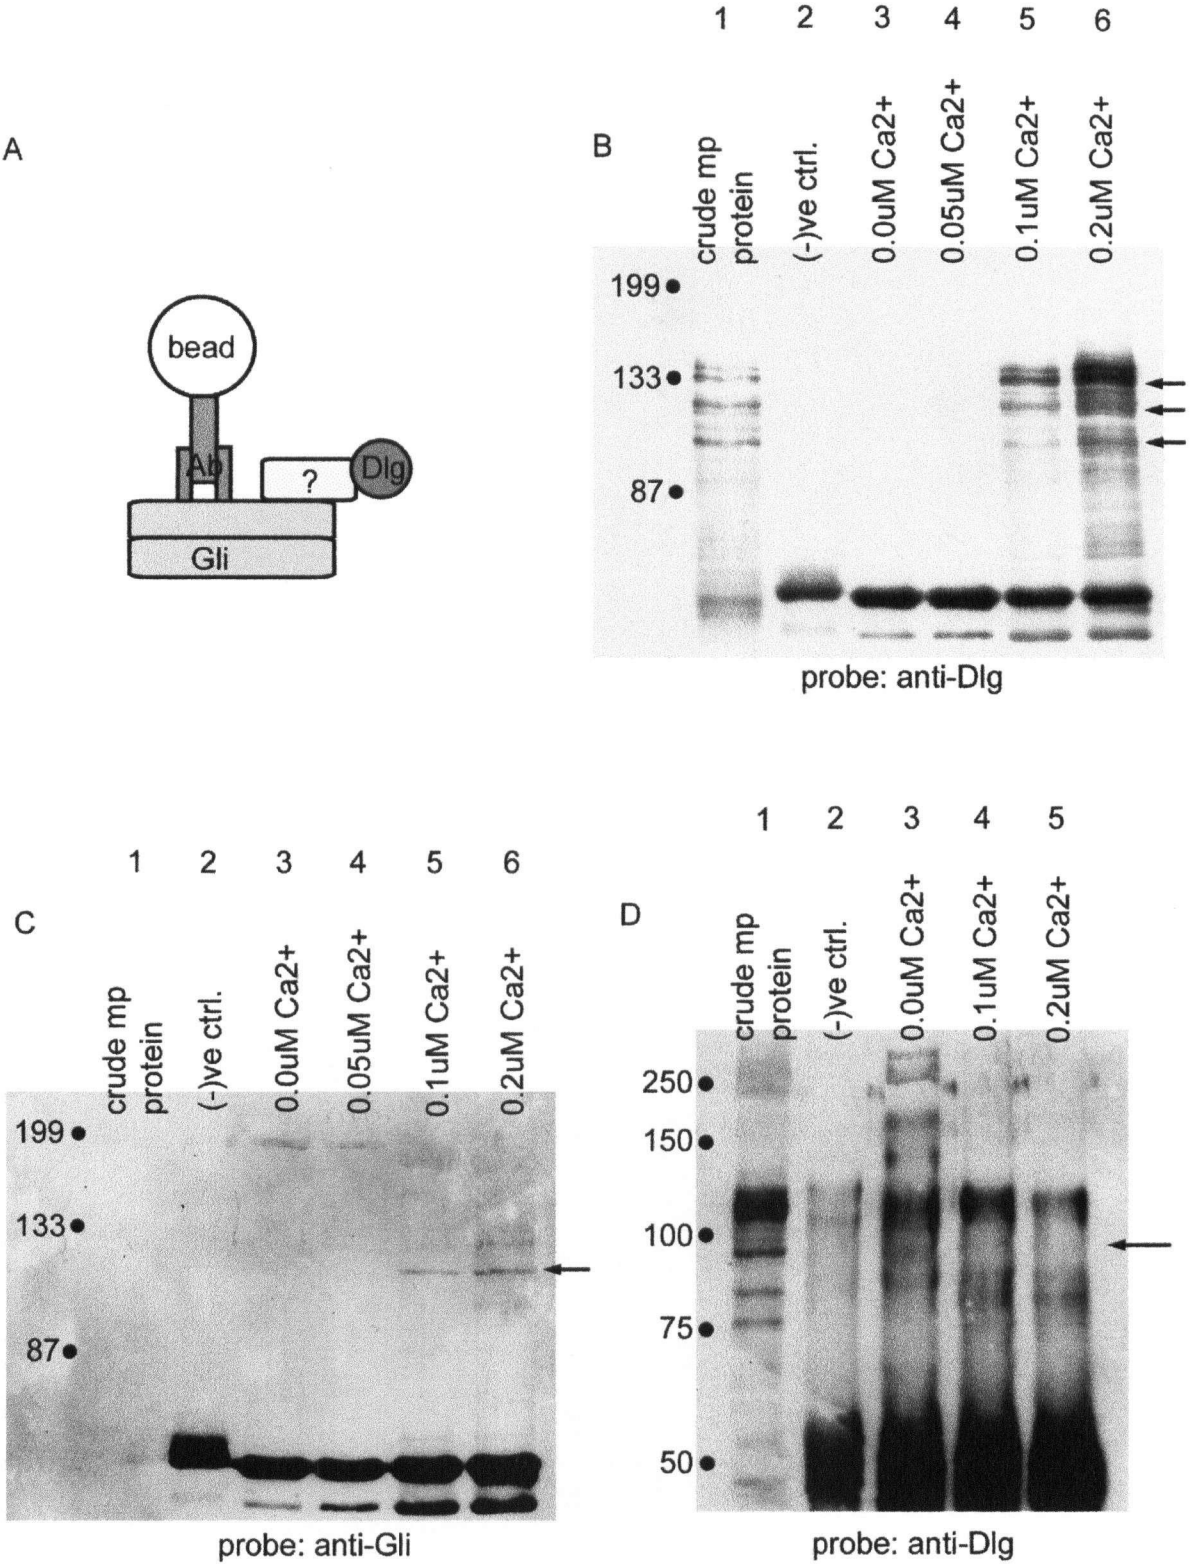 A
bead
Ab
?
Dlg
Gli
B
1 2 3 4 5 6
crude mp
protein
(-)ve ctrl.
0.0uM Ca2+
0.05uM Ca2+
0.1uM Ca2+
0.2uM Ca2+
199
133
87
probe: anti-Dlg
C
1 2 3 4 5 6
crude mp
protein
(-)ve ctrl.
0.0uM Ca2+
0.05uM Ca2+
0.1uM Ca2+
0.2uM Ca2+
199
133
87
probe: anti-Gli
D
1 2 3 4 5
crude mp
protein
(-)ve ctrl.
0.0uM Ca2+
0.1uM Ca2+
0.2uM Ca2+
250
150
100
75
50
probe: anti-Dlg